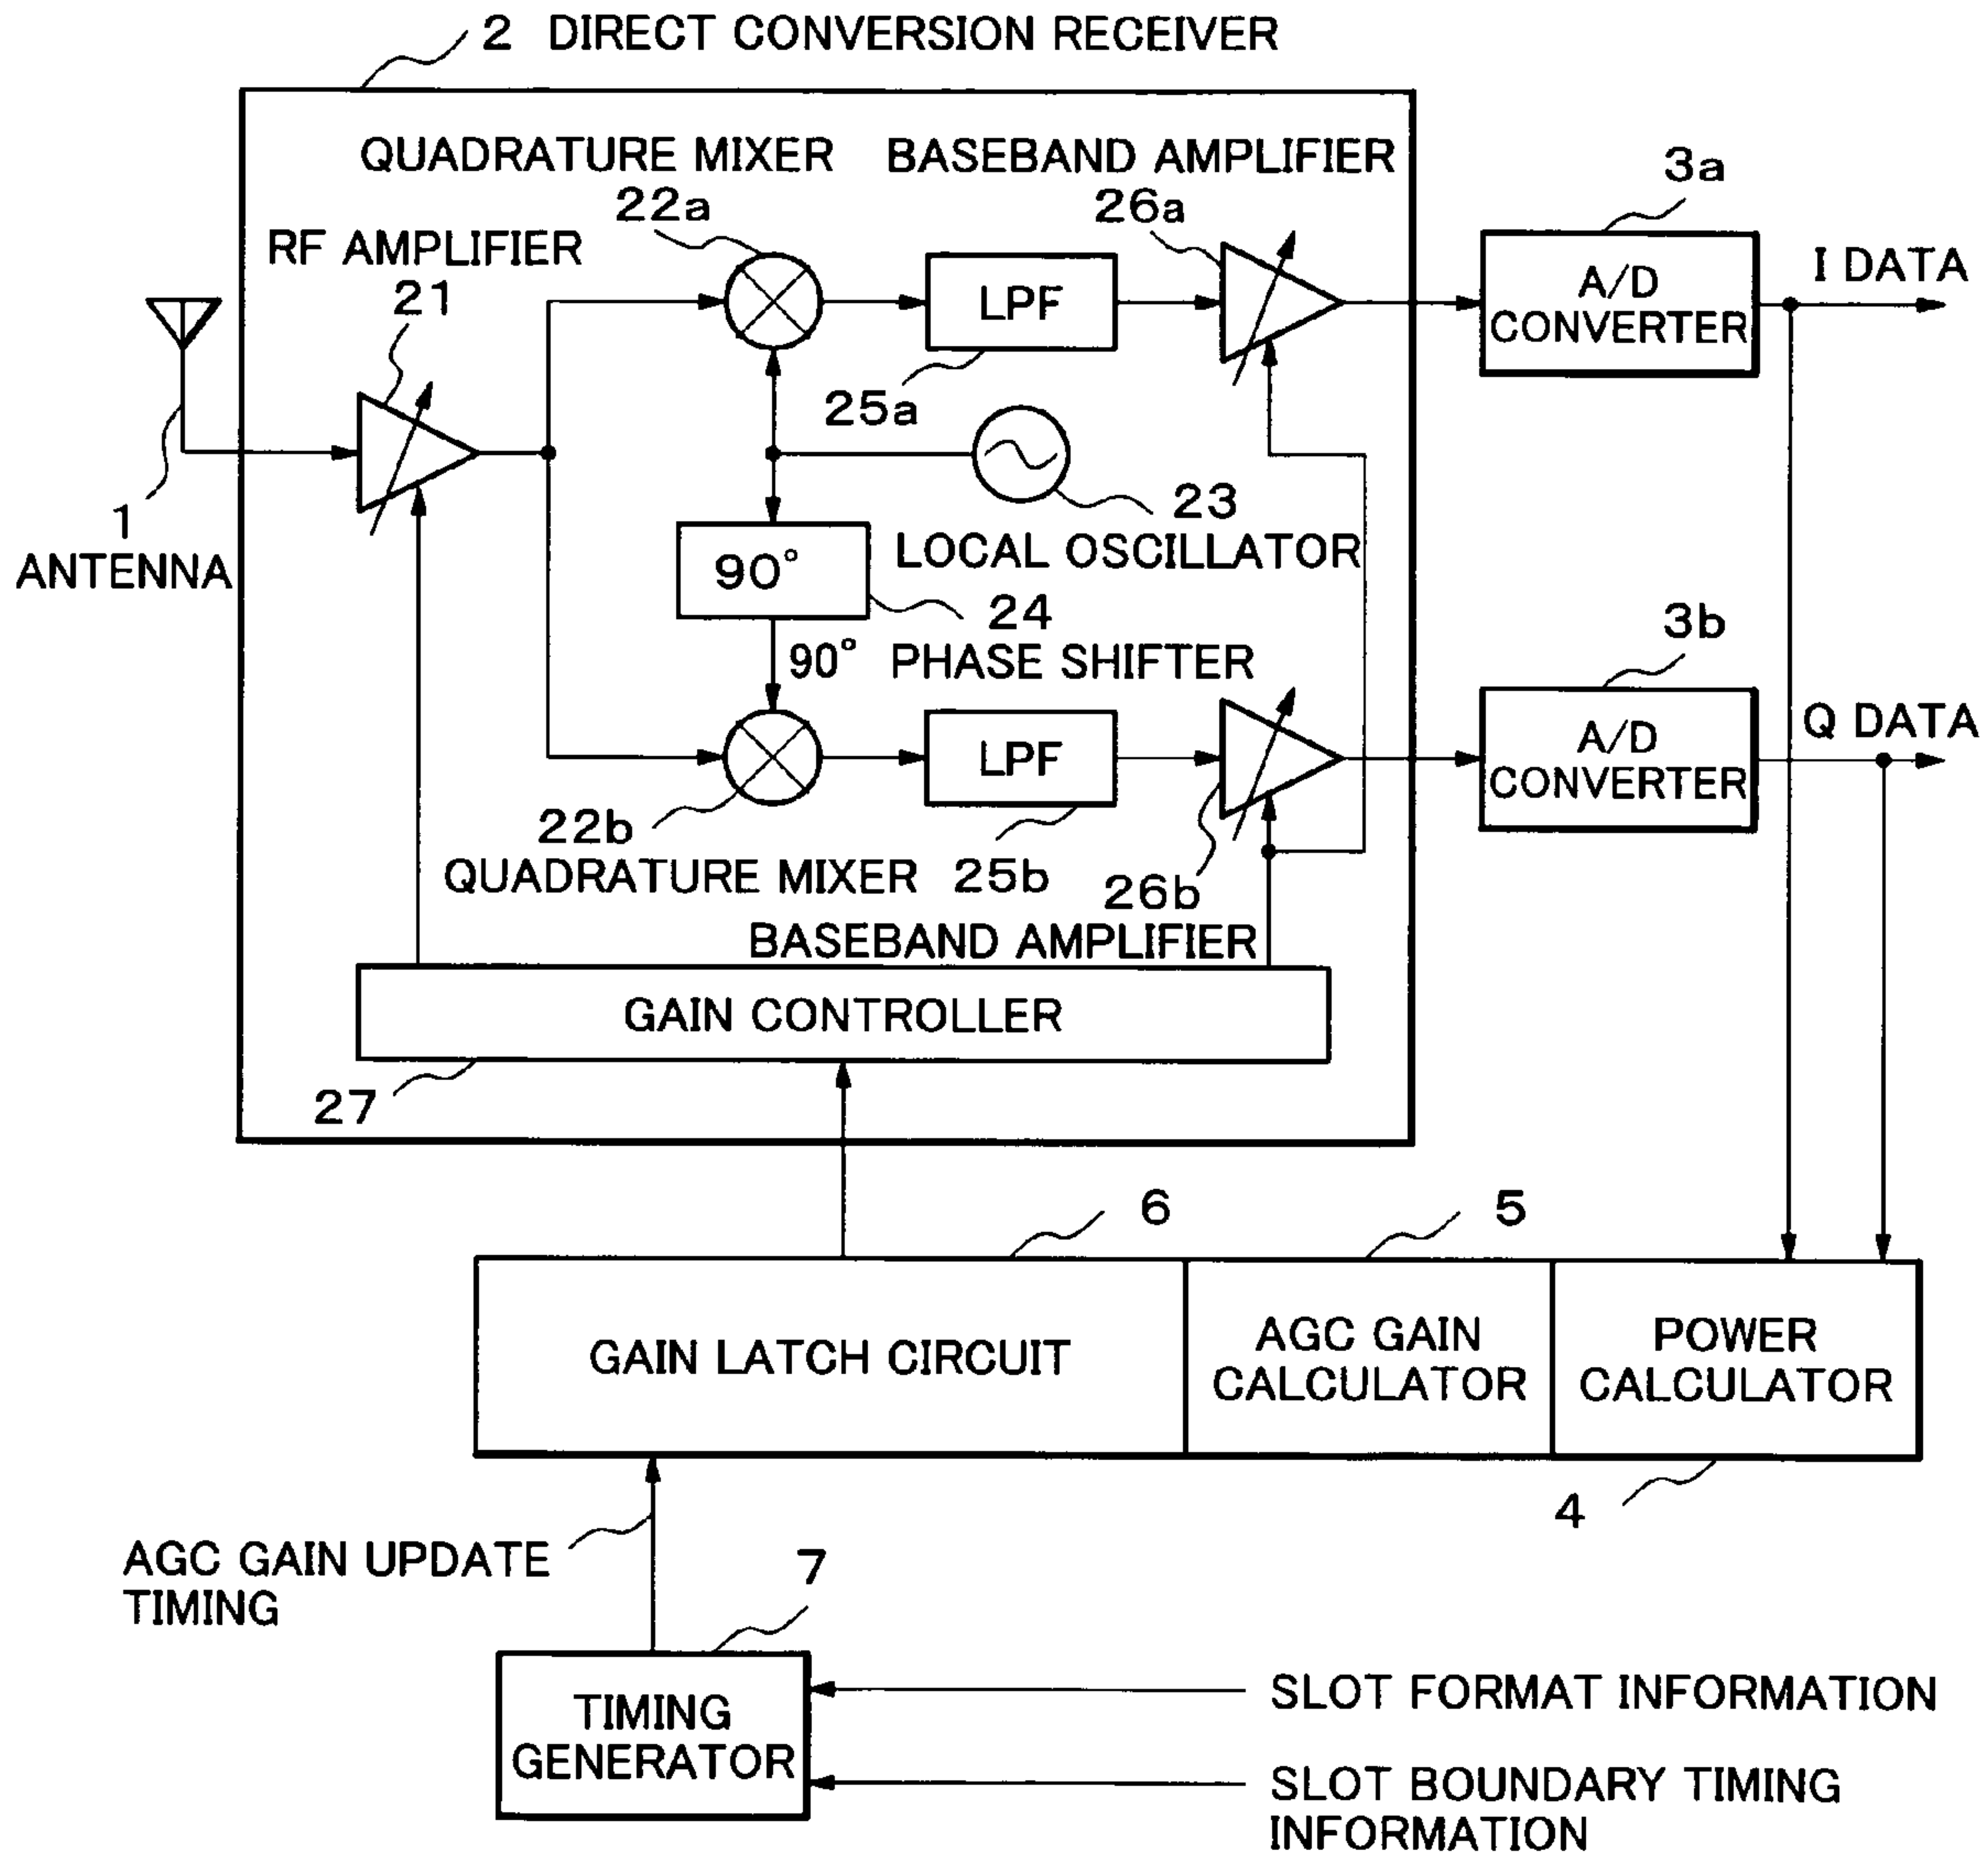 2 DIRECT CONVERSION RECEIVER
QUADRATURE MIXER
22a
BASEBAND AMPLIFIER
26a
3a
RF AMPLIFIER
21
LPF
25a
A/D
CONVERTER
I DATA
1
ANTENNA
23
LOCAL OSCILLATOR
90°
24
90° PHASE SHIFTER
3b
LPF
A/D
CONVERTER
Q DATA
22b
QUADRATURE MIXER
25b
26b
BASEBAND AMPLIFIER
GAIN CONTROLLER
27
6
5
GAIN LATCH CIRCUIT
AGC GAIN
CALCULATOR
POWER
CALCULATOR
4
AGC GAIN UPDATE
TIMING
7
TIMING
GENERATOR
SLOT FORMAT INFORMATION
SLOT BOUNDARY TIMING
INFORMATION